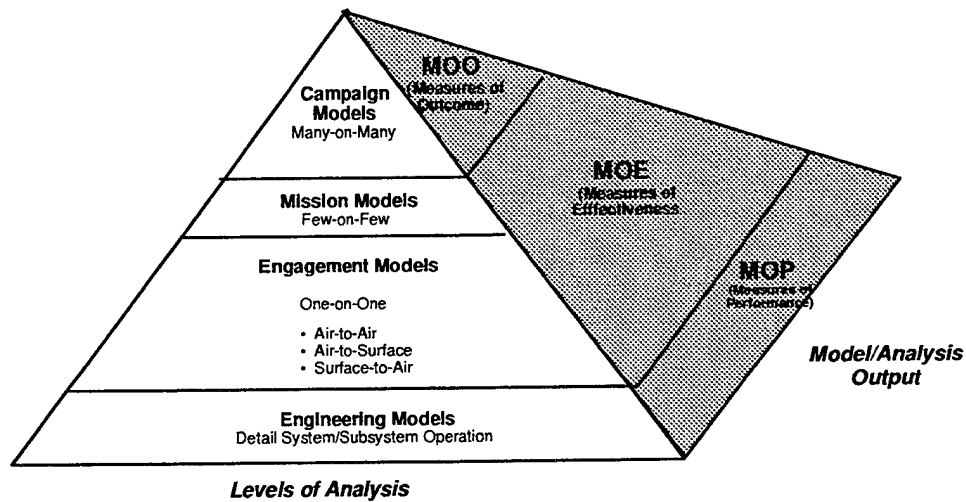 Campaign
Models
Many-on-Many
Mission Models
Few-on-Few
Engagement Models
One-on-One
• Air-to-Air
• Air-to-Surface
• Surface-to-Air
Engineering Models
Detail System/Subsystem Operation
Levels of Analysis
MOO
(Measures of
Outcome)
MOE
(Measures of
Efffectiveness
MOP
(Measures of
Performance)
Model/Analysis
Output